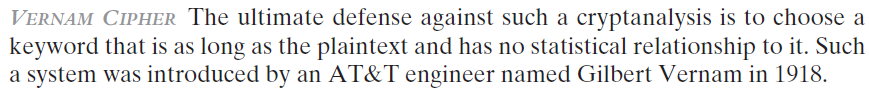 VERNAM CIPHER The ultimate defense against such a cryptanalysis is to choose a
keyword that is as long as the plaintext and has no statistical relationship to it. Such
a system was introduced by an AT&T engineer named Gilbert Vernam in 1918.